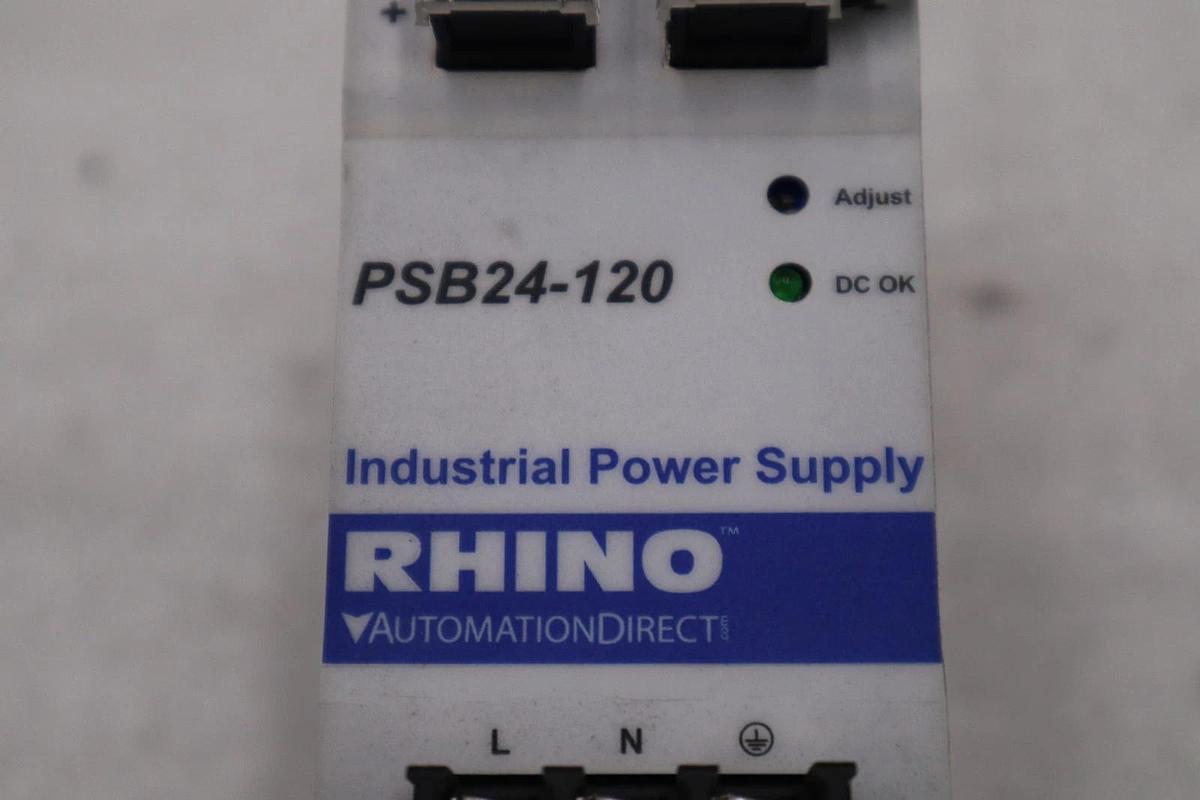 + -
Adjust
PSB24-120
DC OK
Industrial Power Supply
RHINO™
AUTOMATIONDIRECT.com
L N